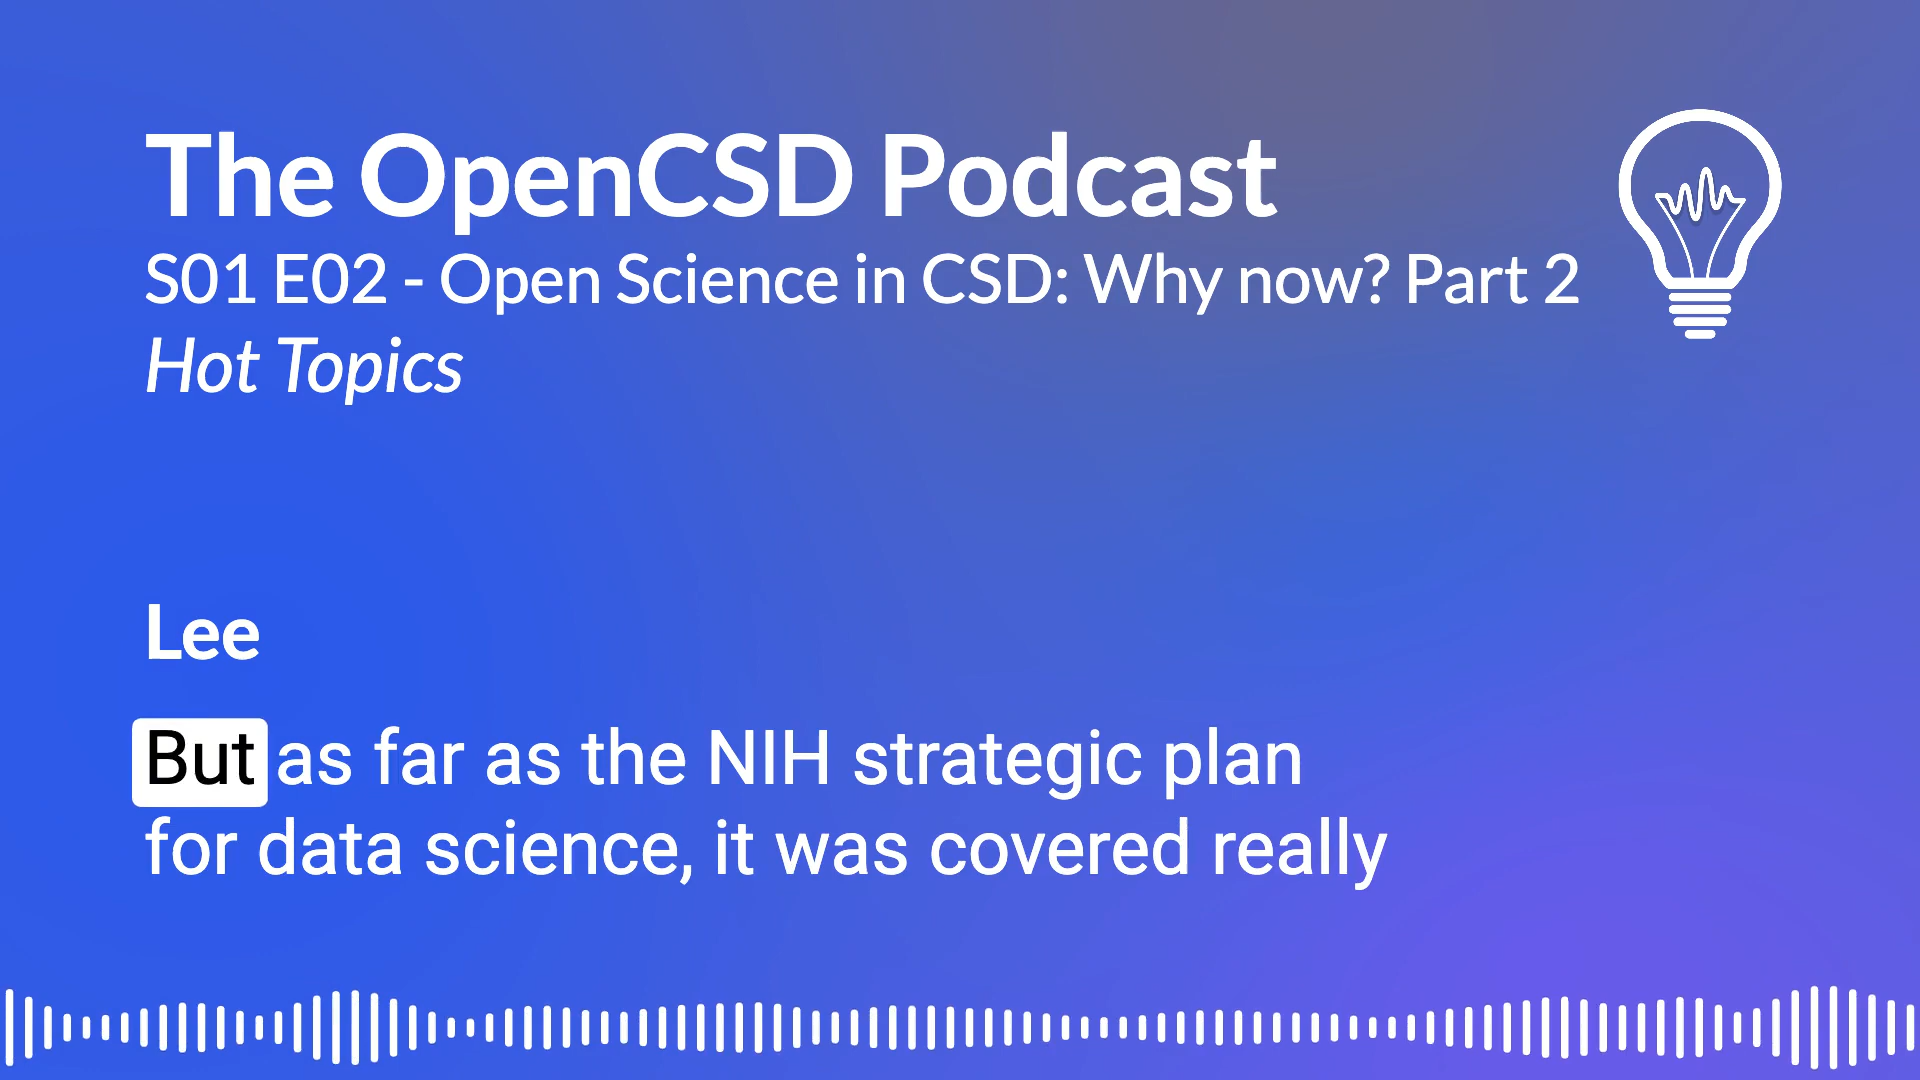 The OpenCSD Podcast
S01 E02 - Open Science in CSD: Why now? Part 2
Hot Topics
Lee
But as far as the NIH strategic plan
for data science, it was covered really